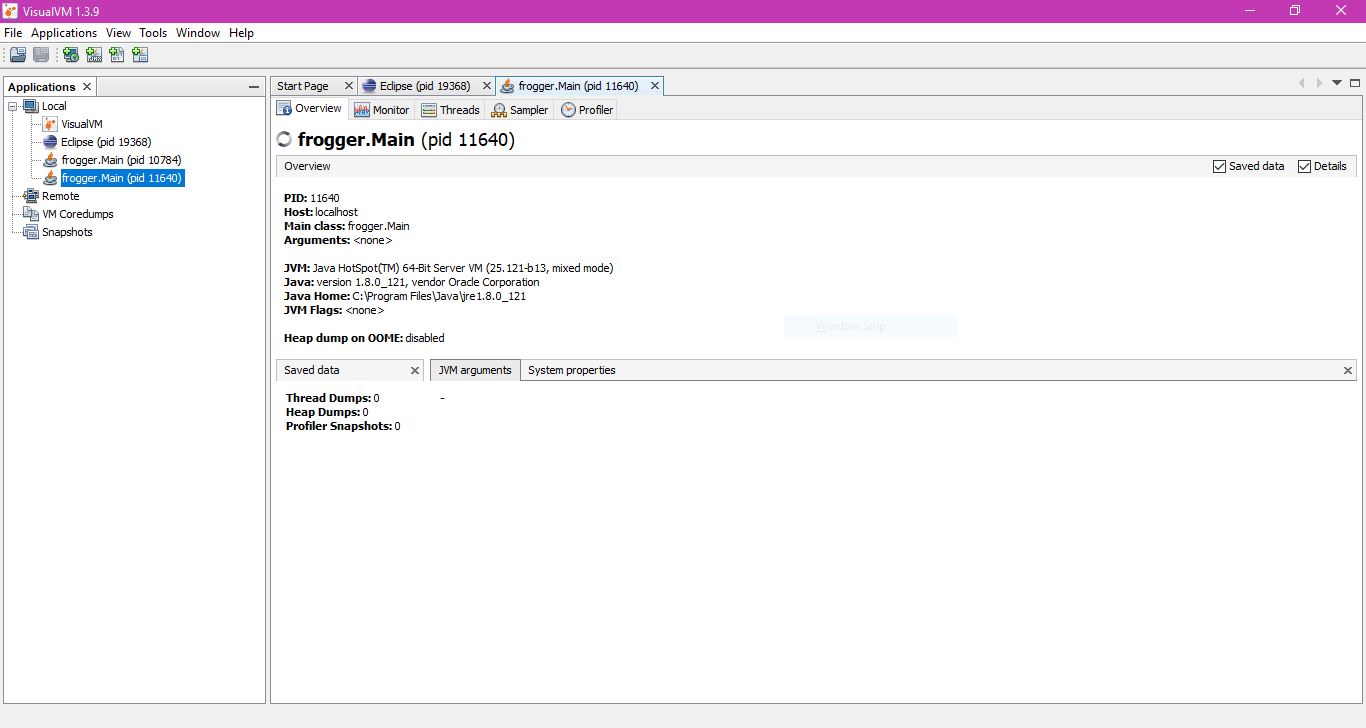 VisualVM 1.3.9
File Applications View Tools Window Help
Applications
Start Page Eclipse (pid 19368) frogger.Main (pid 11640)
Local
VisualVM
Eclipse (pid 19368)
frogger.Main (pid 10784)
frogger.Main (pid 11640)
Remote
VM Coredumps
Snapshots
Overview Monitor Threads Sampler Profiler
frogger.Main (pid 11640)
Overview Saved data Details
PID: 11640
Host: localhost
Main class: frogger.Main
Arguments: <none>
JVM: Java HotSpot(TM) 64-Bit Server VM (25.121-b13, mixed mode)
Java: version 1.8.0_121, vendor Oracle Corporation
Java Home: C:\Program Files\Java\jre1.8.0_121
JVM Flags: <none>
Window Snip
Heap dump on OOME: disabled
Saved data JVM arguments System properties
Thread Dumps: 0 -
Heap Dumps: 0
Profiler Snapshots: 0